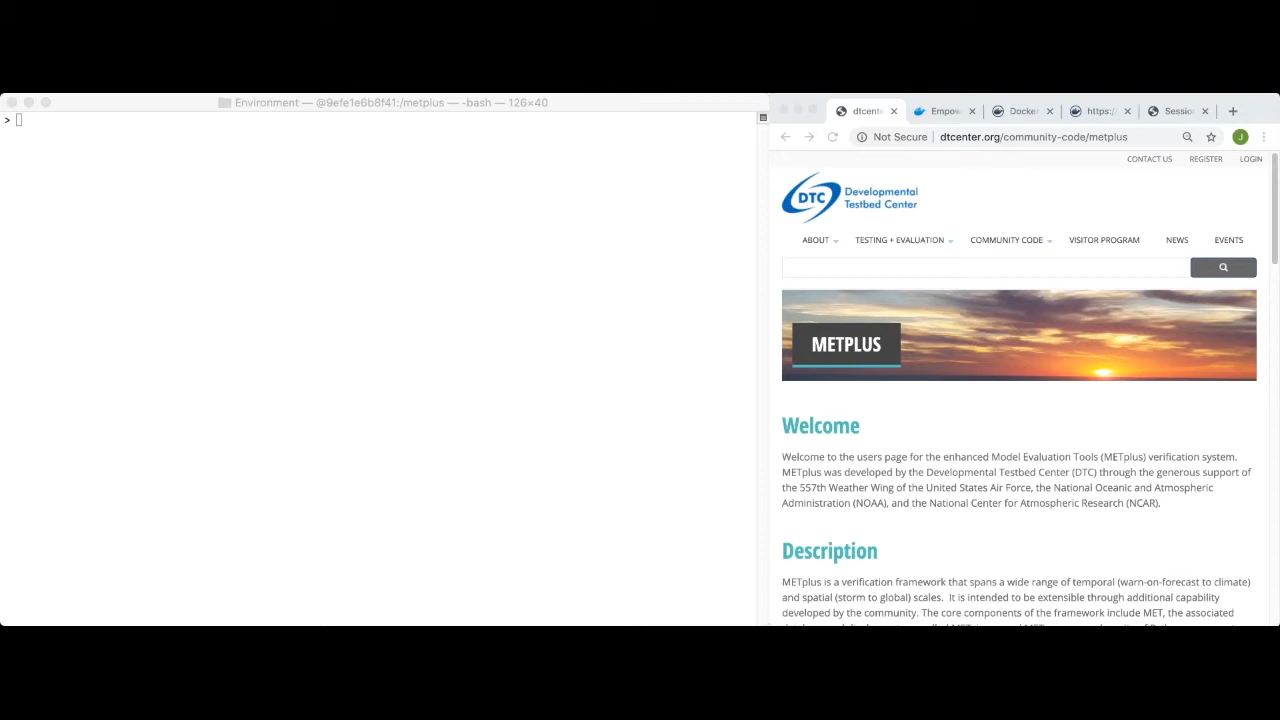 Environment — @9efe1e6b8f41:/metplus — -bash — 126×40
>
dtcente
Empow
Docker
https:/
Sessio
Not Secure | dtcenter.org/community-code/metplus
J
CONTACT US REGISTER LOGIN
DTC
Developmental
Testbed Center
ABOUT TESTING + EVALUATION COMMUNITY CODE VISITOR PROGRAM NEWS EVENTS
METPLUS
Welcome
Welcome to the users page for the enhanced Model Evaluation Tools (METplus) verification system.
METplus was developed by the Developmental Testbed Center (DTC) through the generous support of
the 557th Weather Wing of the United States Air Force, the National Oceanic and Atmospheric
Administration (NOAA), and the National Center for Atmospheric Research (NCAR).
Description
METplus is a verification framework that spans a wide range of temporal (warn-on-forecast to climate)
and spatial (storm to global) scales. It is intended to be extensible through additional capability
developed by the community. The core components of the framework include MET, the associated